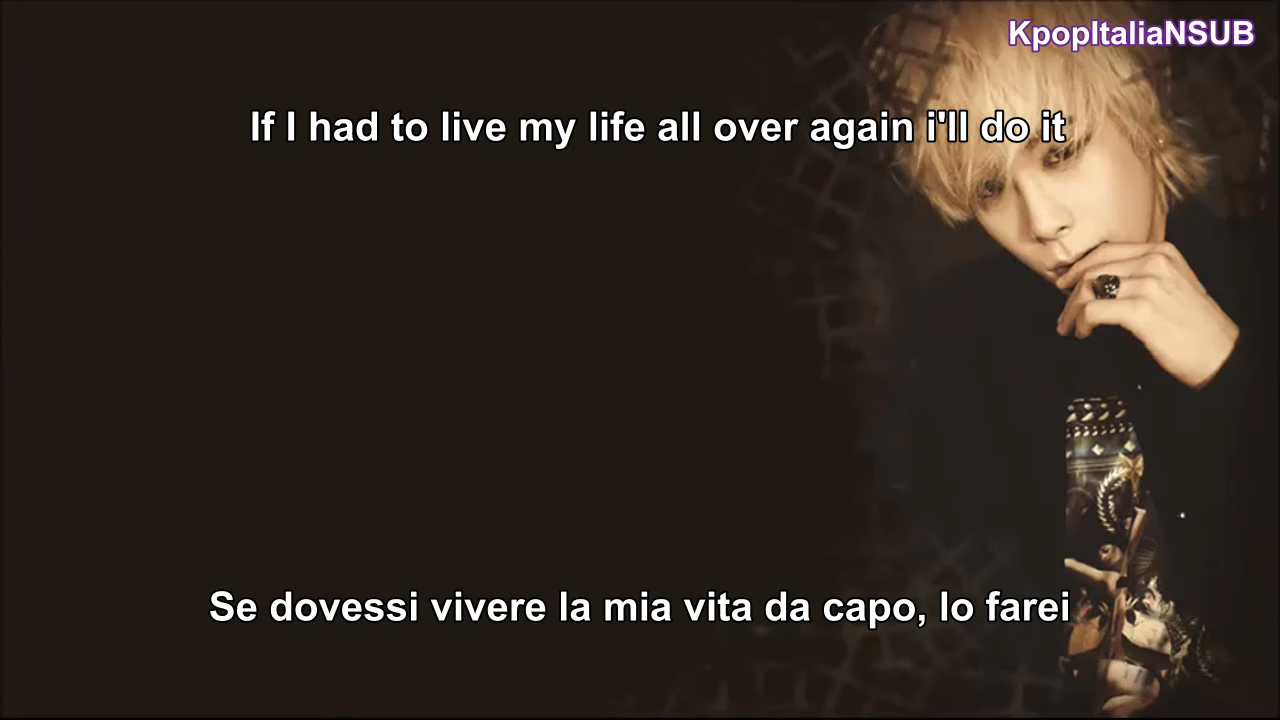 KpopItaliaNSUB
If I had to live my life all over again i'll do it
Se dovessi vivere la mia vita da capo, lo farei